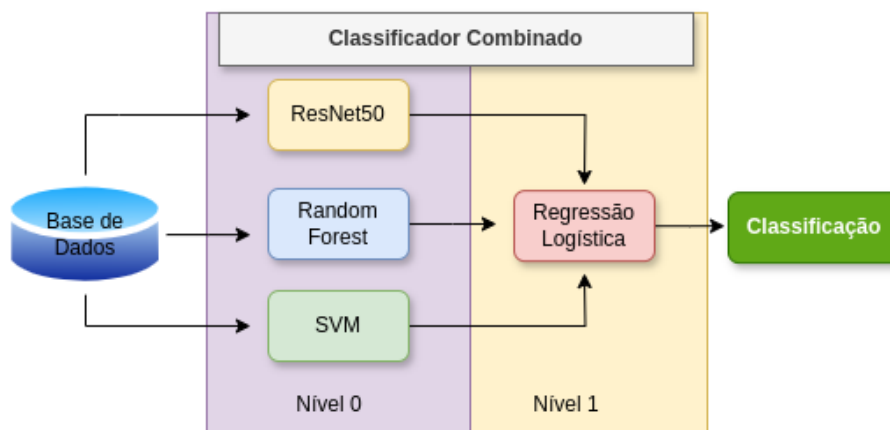 Classificador Combinado
ResNet50
Base de
Dados
Random
Forest
Regressão
Logística
Classificação
SVM
Nível 0
Nível 1